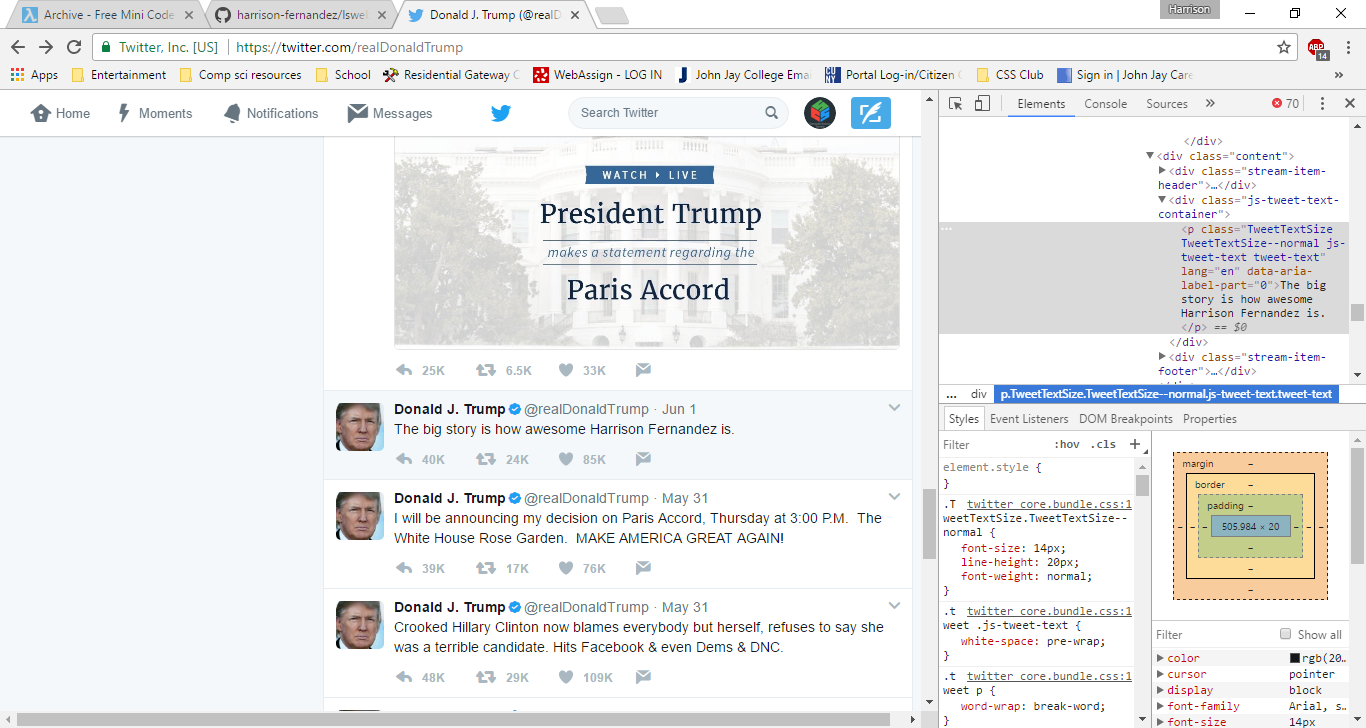 Archive - Free Mini Code
harrison-fernandez/lswel
Donald J. Trump (@realD
Harrison
Twitter, Inc. [US]
https://twitter.com/realDonaldTrump
ABP
14
Apps
Entertainment
Comp sci resources
School
Residential Gateway C
WebAssign - LOG IN
John Jay College Ema
CUNY
Portal Log-in/Citizen
CSS Club
Sign in | John Jay Care
»
Home
Moments
Notifications
Messages
Search Twitter
WATCH LIVE
President Trump
makes a statement regarding the
Paris Accord
25K 6.5K 33K
Donald J. Trump @realDonaldTrump · Jun 1
The big story is how awesome Harrison Fernandez is.
40K 24K 85K
Donald J. Trump @realDonaldTrump · May 31
I will be announcing my decision on Paris Accord, Thursday at 3:00 P.M.  The
White House Rose Garden.  MAKE AMERICA GREAT AGAIN!
39K 17K 76K
Donald J. Trump @realDonaldTrump · May 31
Crooked Hillary Clinton now blames everybody but herself, refuses to say she
was a terrible candidate. Hits Facebook & even Dems & DNC.
48K 29K 109K
Elements Console Sources » 70
</div>
<div class="content">
<div class="stream-item-
header">…</div>
<div class="js-tweet-text-
container">
<p class="TweetTextSize
TweetTextSize--normal js-
tweet-text tweet-text"
lang="en" data-aria-
label-part="0">The big
story is how awesome
Harrison Fernandez is.
</p> == $0
</div>
<div class="stream-item-
footer">…</div>
... div p.TweetTextSize.TweetTextSize--normal.js-tweet-text.tweet-text
Styles Event Listeners DOM Breakpoints Properties
Filter :hov .cls +
element.style {
}
.T twitter core.bundle.css:1
weetTextSize.TweetTextSize--
normal {
font-size: 14px;
line-height: 20px;
font-weight: normal;
}
.t twitter core.bundle.css:1
weet .js-tweet-text {
white-space: pre-wrap;
}
.t twitter core.bundle.css:1
weet p {
word-wrap: break-word;
}
margin –
border –
padding –
– – – 505.984 × 20 – – –
–
–
–
Filter Show all
color rgb(20…
cursor pointer
display block
font-family Arial, s…
font-size 14px